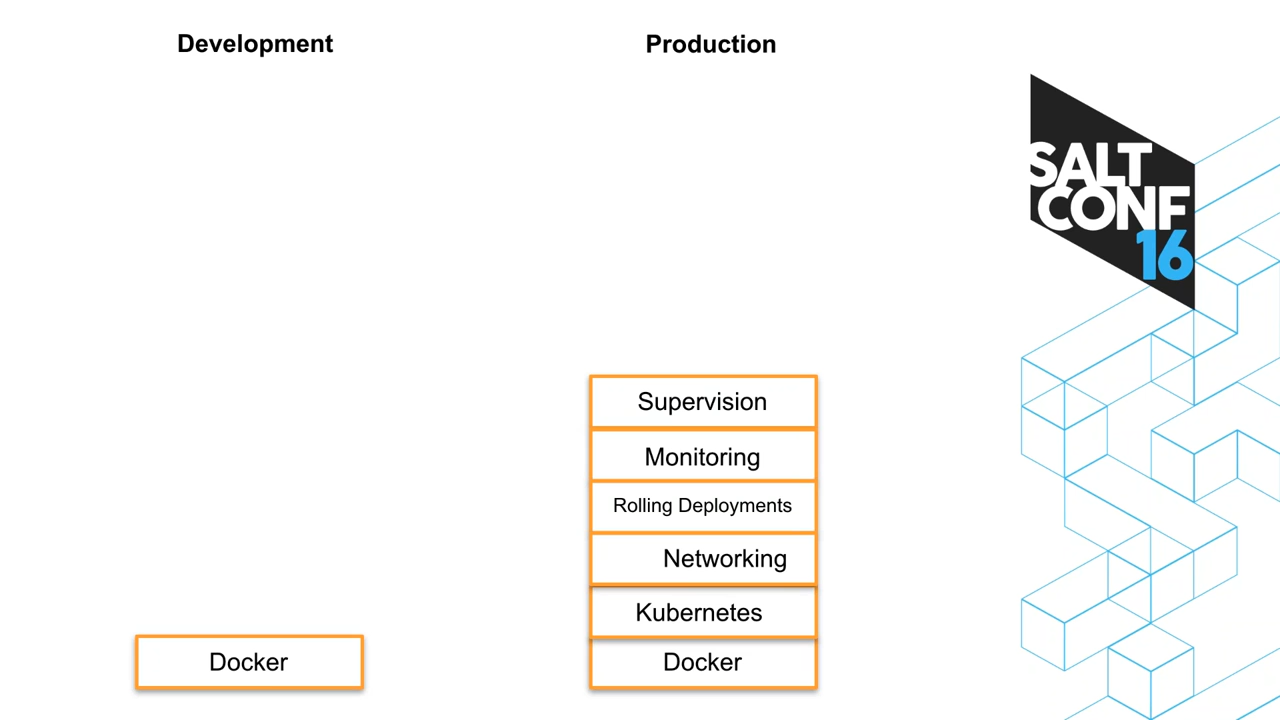 Development
Production
SALT
CONF
16
Supervision
Monitoring
Rolling Deployments
Networking
Kubernetes
Docker
Docker